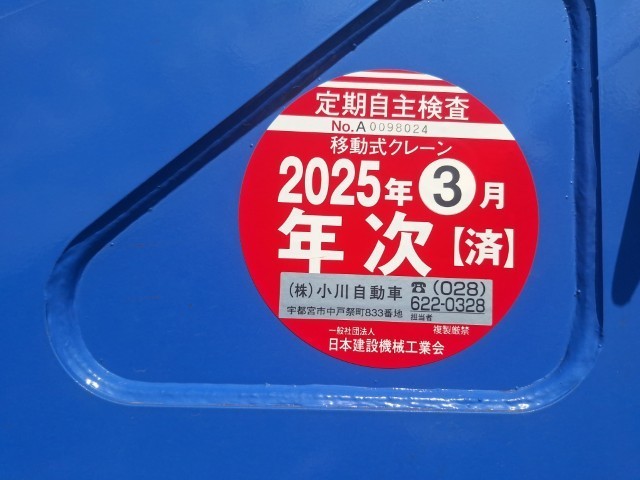 定期自主検査
No.A 0098024
移動式クレーン
2025年 3月
年次【済】
(株)小川自動車 ☎(028)
622-0328
宇都宮市中戸祭町833番地 担当者
一般社団法人 複製厳禁
日本建設機械工業会